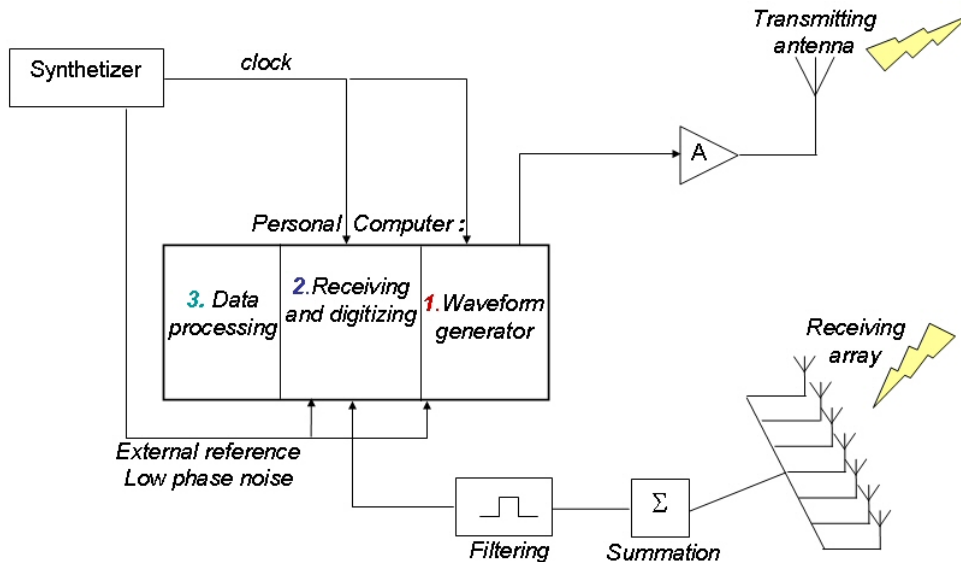 Transmitting
antenna
Synthetizer
clock
A
Personal Computer :
3. Data
processing
2.Receiving
and digitizing
1.Waveform
generator
Receiving
array
External reference
Low phase noise
Σ
Filtering
Summation